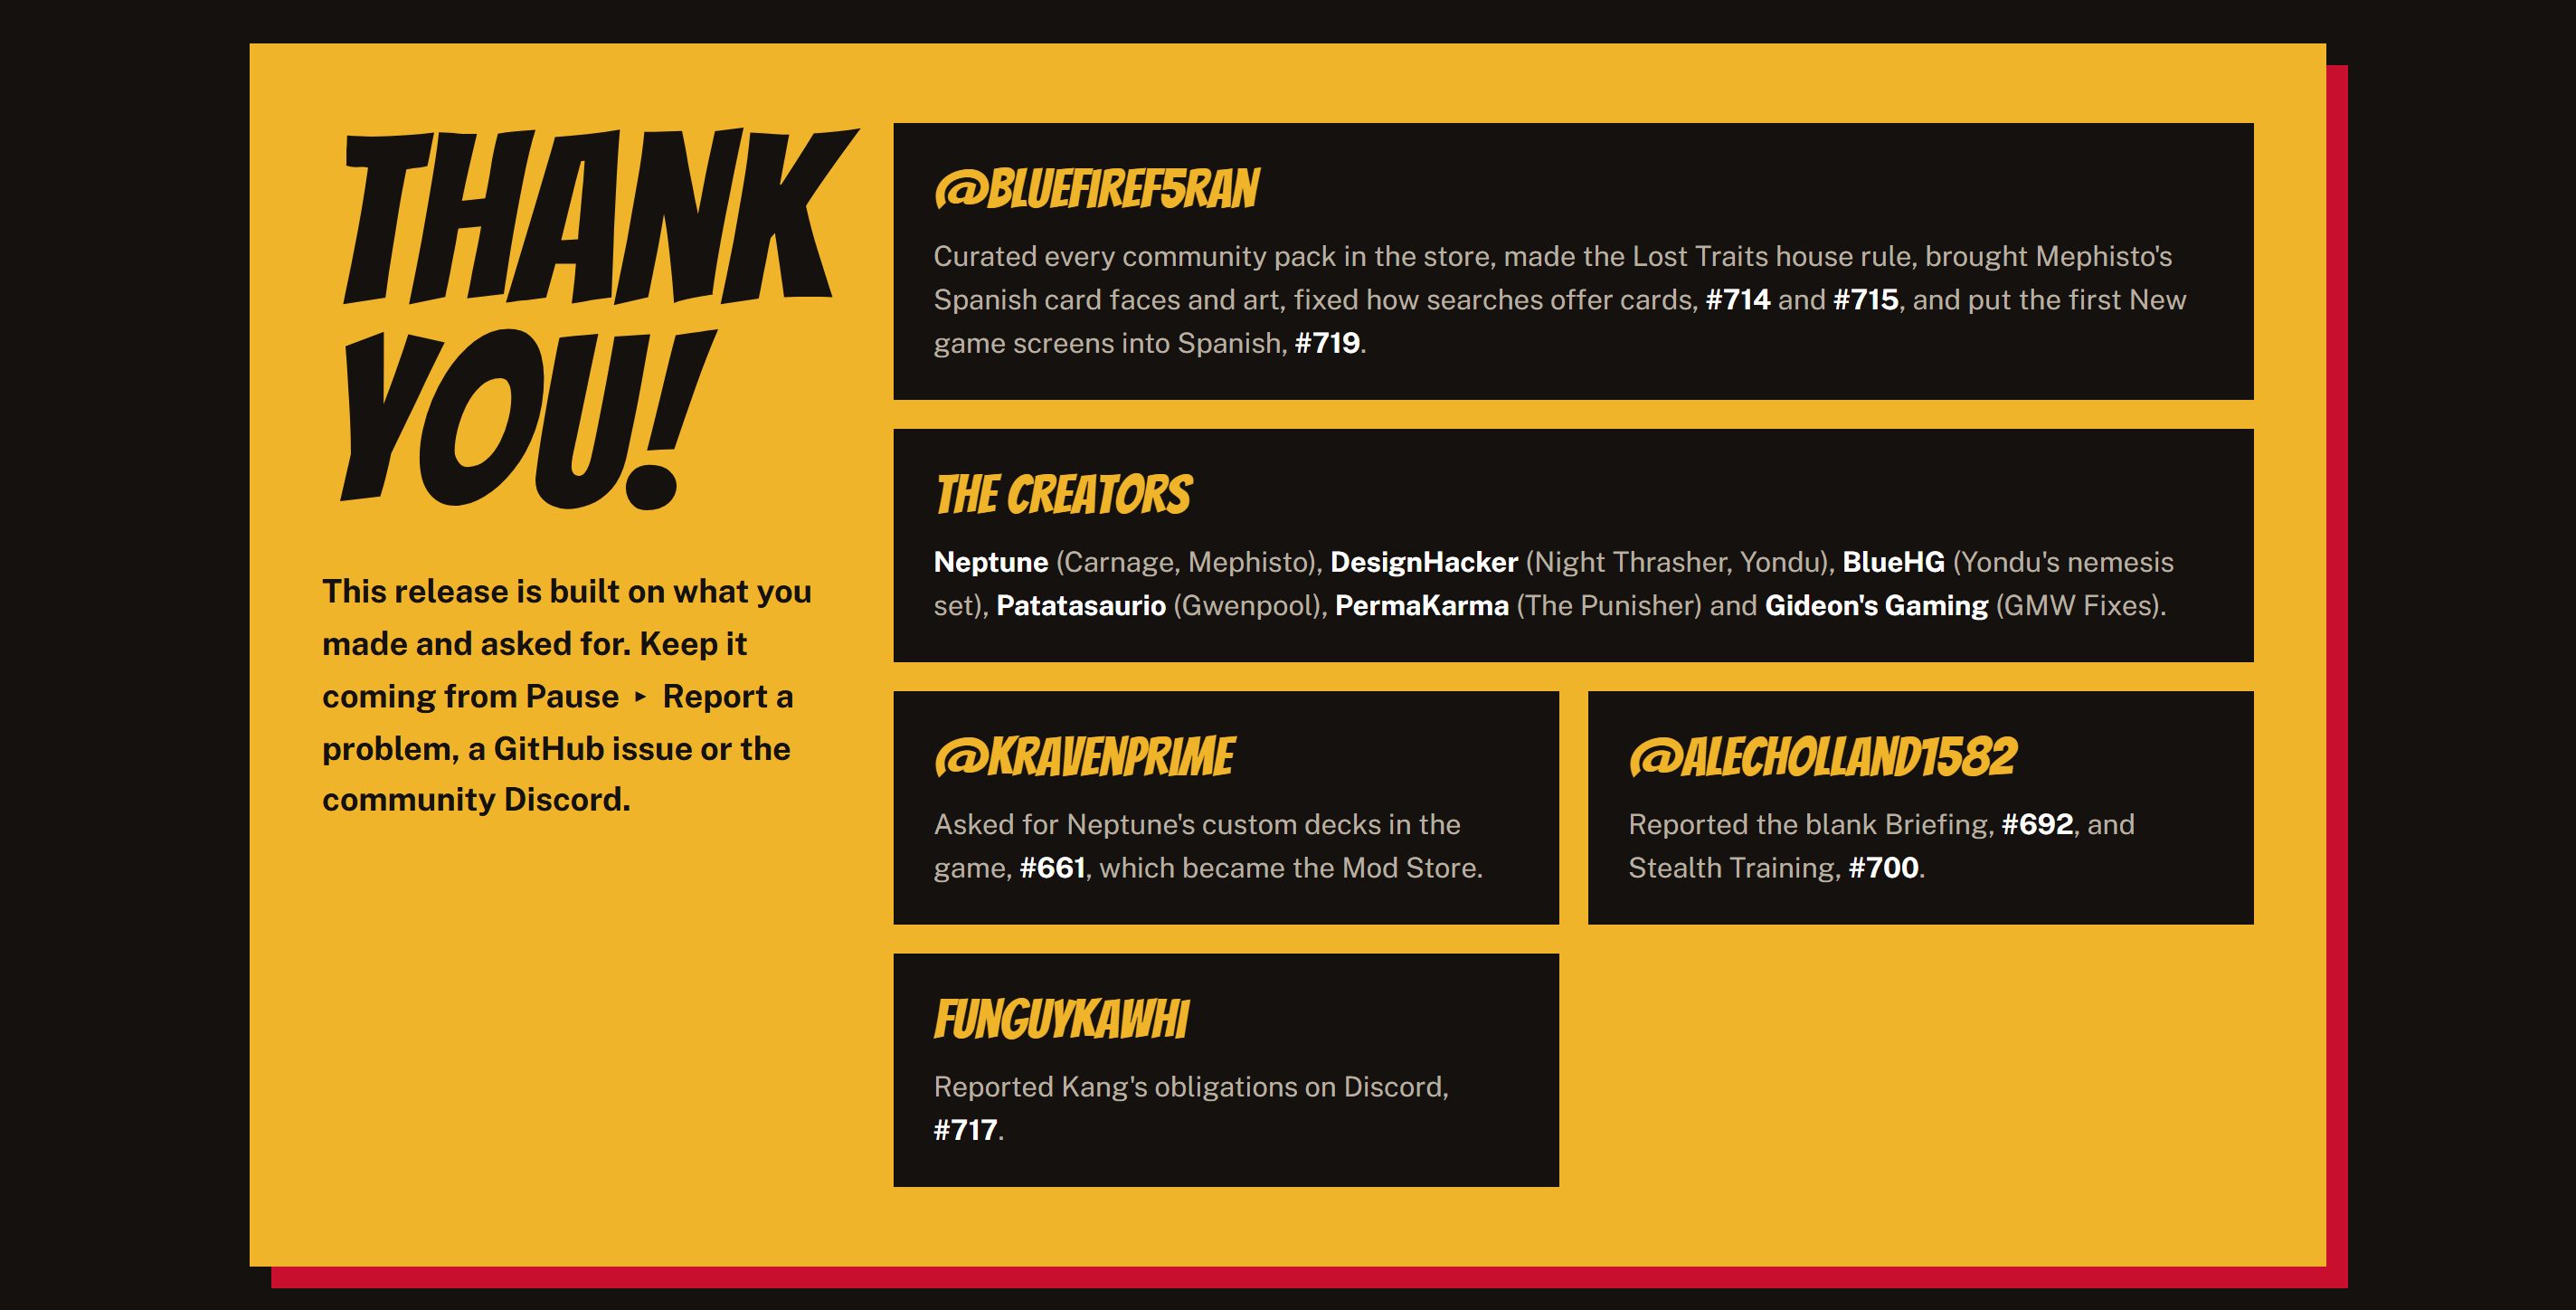 THANK
YOU!
This release is built on what you
made and asked for. Keep it
coming from Pause ▸ Report a
problem, a GitHub issue or the
community Discord.
@BLUEFIREF5RAN
Curated every community pack in the store, made the Lost Traits house rule, brought Mephisto's
Spanish card faces and art, fixed how searches offer cards, #714 and #715, and put the first New
game screens into Spanish, #719.
THE CREATORS
Neptune (Carnage, Mephisto), DesignHacker (Night Thrasher, Yondu), BlueHG (Yondu's nemesis
set), Patatasaurio (Gwenpool), PermaKarma (The Punisher) and Gideon's Gaming (GMW Fixes).
@KRAVENPRIME
Asked for Neptune's custom decks in the
game, #661, which became the Mod Store.
@ALECHOLLAND1582
Reported the blank Briefing, #692, and
Stealth Training, #700.
FUNGUYKAWHI
Reported Kang's obligations on Discord,
#717.